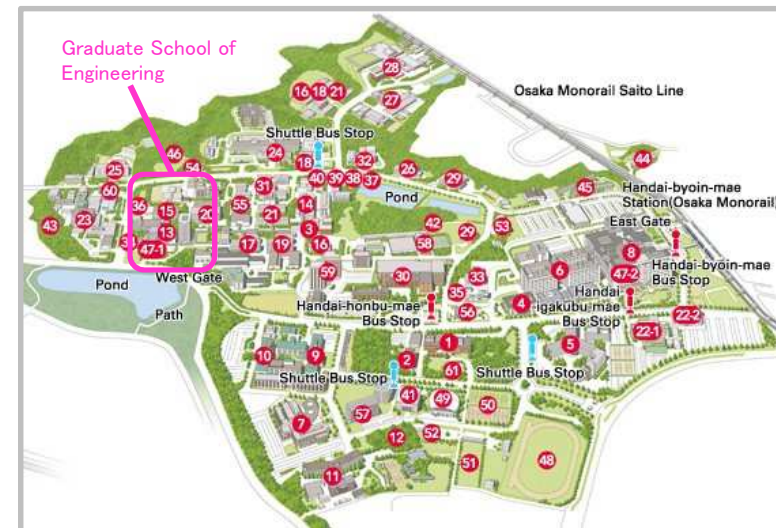 Graduate School of
Engineering
28
16 18 21
27
Osaka Monorail Saito Line
Shuttle Bus Stop
46
24
54
18
32
44
25
26
29
45
60
31
40 39 38 37
Handai-byoin-mae
Station(Osaka Monorail)
36
15
20
55
21
14
Pond
East Gate
43
23
13
3
42
29
53
8
34
47-1
17
19
16
58
6
47-2
Handai-byoin-mae
Bus Stop
West Gate
59
30
33
Handai
igakubu-mae
Bus Stop
Pond
35
4
22-2
Path
Handai-honbu-mae
Bus Stop
56
22-1
10
9
2
1
5
Shuttle Bus Stop
61
Shuttle Bus Stop
41
49
50
7
57
12
52
51
48
11